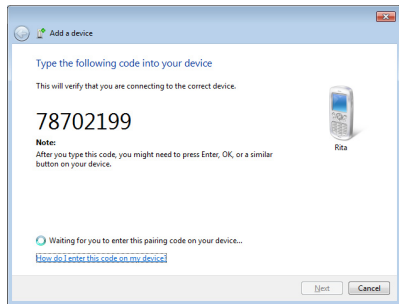 Add a device
Type the following code into your device
This will verify that you are connecting to the correct device.
78702199
Note:
After you type this code, you might need to press Enter, OK, or a similar
button on your device.
Rita
Waiting for you to enter this pairing code on your device...
How do I enter this code on my device?
Next
Cancel